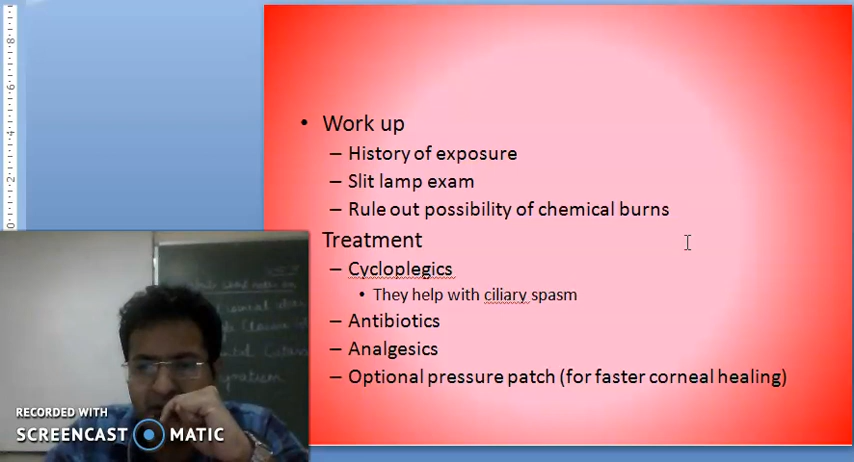 Work up
– History of exposure
– Slit lamp exam
– Rule out possibility of chemical burns
Treatment
– Cycloplegics
• They help with ciliary spasm
– Antibiotics
– Analgesics
– Optional pressure patch (for faster corneal healing)
RECORDED WITH
SCREENCAST MATIC